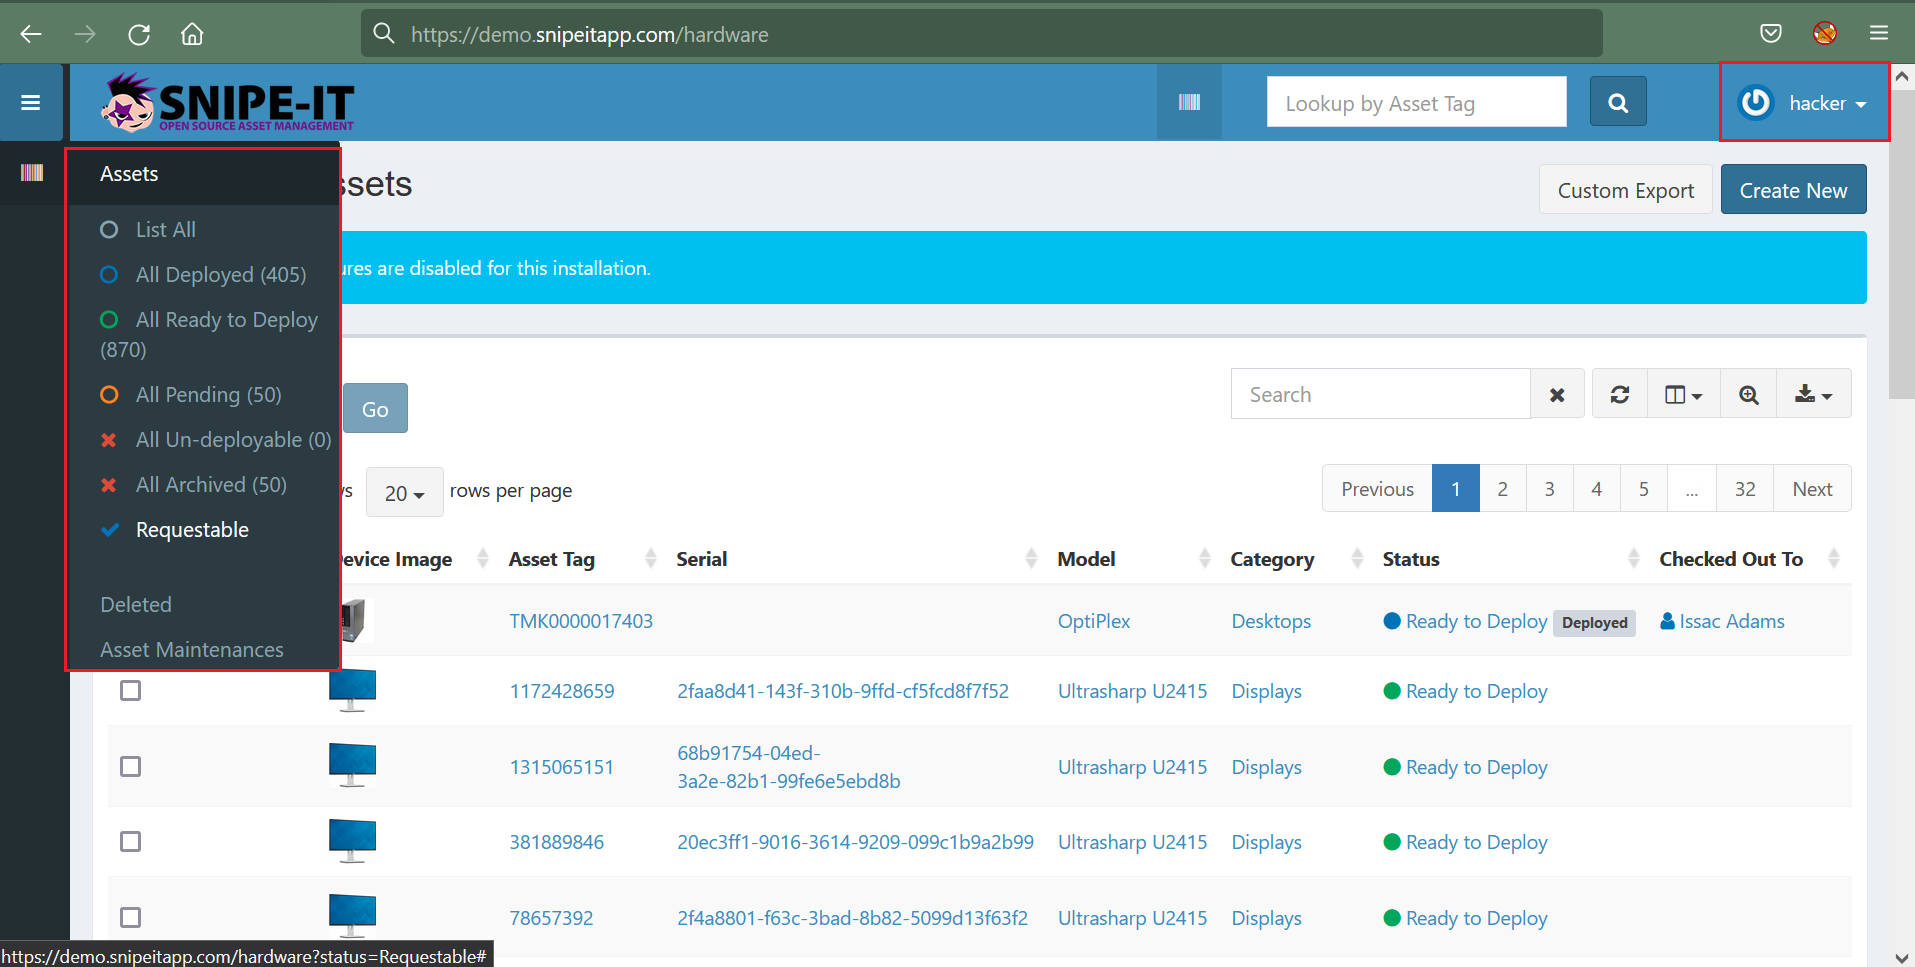 https://demo.snipeitapp.com/hardware
SNIPE-IT
OPEN SOURCE ASSET MANAGEMENT
Lookup by Asset Tag
hacker
Assets
ssets
Custom Export
Create New
List All
All Deployed (405)
ures are disabled for this installation.
All Ready to Deploy
(870)
All Pending (50)
Go
Search
All Un-deployable (0)
All Archived (50)
vs
20
rows per page
Previous
1
2
3
4
5
...
32
Next
Requestable
Deleted
Asset Maintenances
evice Image
Asset Tag
Serial
Model
Category
Status
Checked Out To
TMK0000017403
OptiPlex
Desktops
Ready to Deploy
Deployed
Issac Adams
1172428659
2faa8d41-143f-310b-9ffd-cf5fcd8f7f52
Ultrasharp U2415
Displays
Ready to Deploy
1315065151
68b91754-04ed-
3a2e-82b1-99fe6e5ebd8b
Ultrasharp U2415
Displays
Ready to Deploy
381889846
20ec3ff1-9016-3614-9209-099c1b9a2b99
Ultrasharp U2415
Displays
Ready to Deploy
78657392
2f4a8801-f63c-3bad-8b82-5099d13f63f2
Ultrasharp U2415
Displays
Ready to Deploy
https://demo.snipeitapp.com/hardware?status=Requestable#